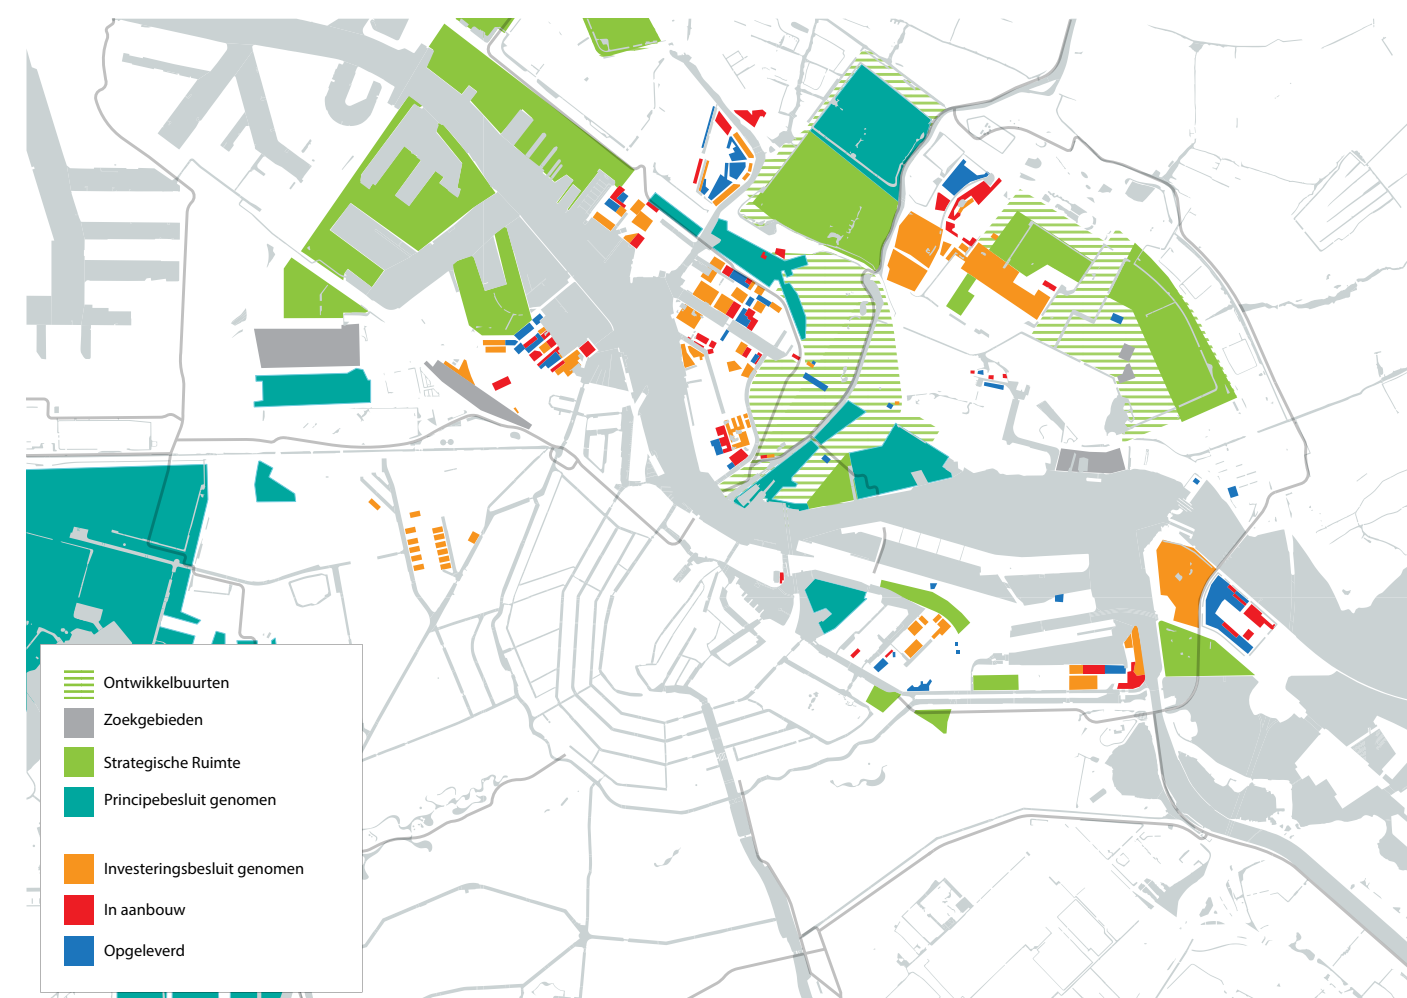 Ontwikkelbuurten
Zoekgebieden
Strategische Ruimte
Principebesluit genomen
Investeringsbesluit genomen
In aanbouw
Opgeleverd